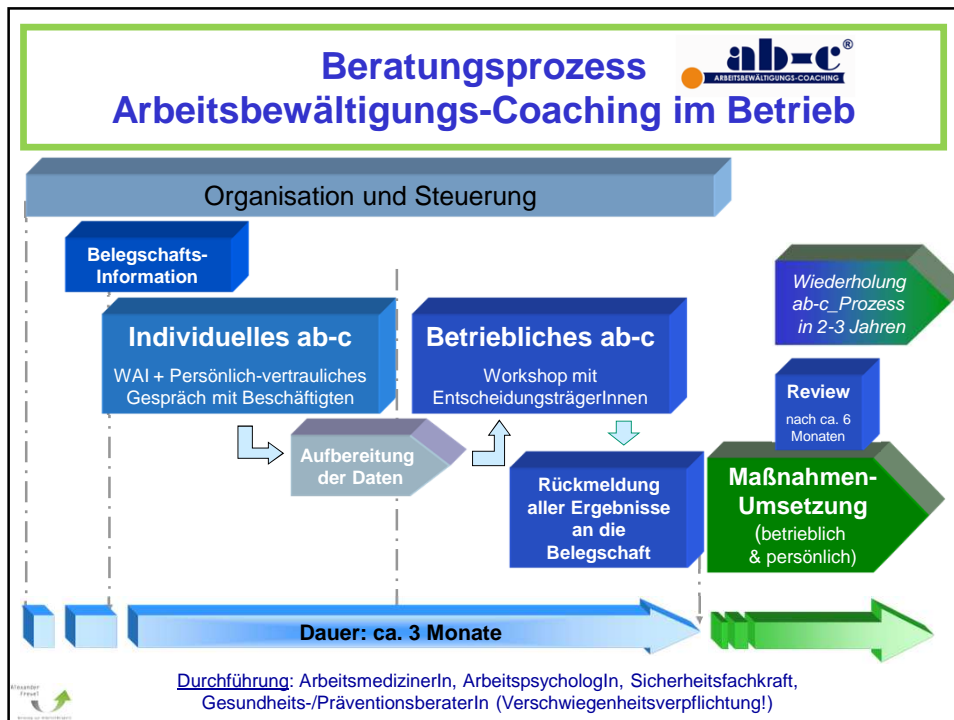 Beratungsprozess
ab-c®
ARBEITSBEWÄLTIGUNGS-COACHING
Arbeitsbewältigungs-Coaching im Betrieb
Organisation und Steuerung
Belegschafts-
Information
Individuelles ab-c
WAI + Persönlich-vertrauliches
Gespräch mit Beschäftigten
Aufbereitung
der Daten
Betriebliches ab-c
Workshop mit
EntscheidungsträgerInnen
Rückmeldung
aller Ergebnisse
an die
Belegschaft
Wiederholung
ab-c_Prozess
in 2-3 Jahren
Review
nach ca. 6
Monaten
Maßnahmen-
Umsetzung
(betrieblich
& persönlich)
Dauer: ca. 3 Monate
Durchführung: ArbeitsmedizinerIn, ArbeitspsychologIn, Sicherheitsfachkraft,
Gesundheits-/PräventionsberaterIn (Verschwiegenheitsverpflichtung!)
Alexander